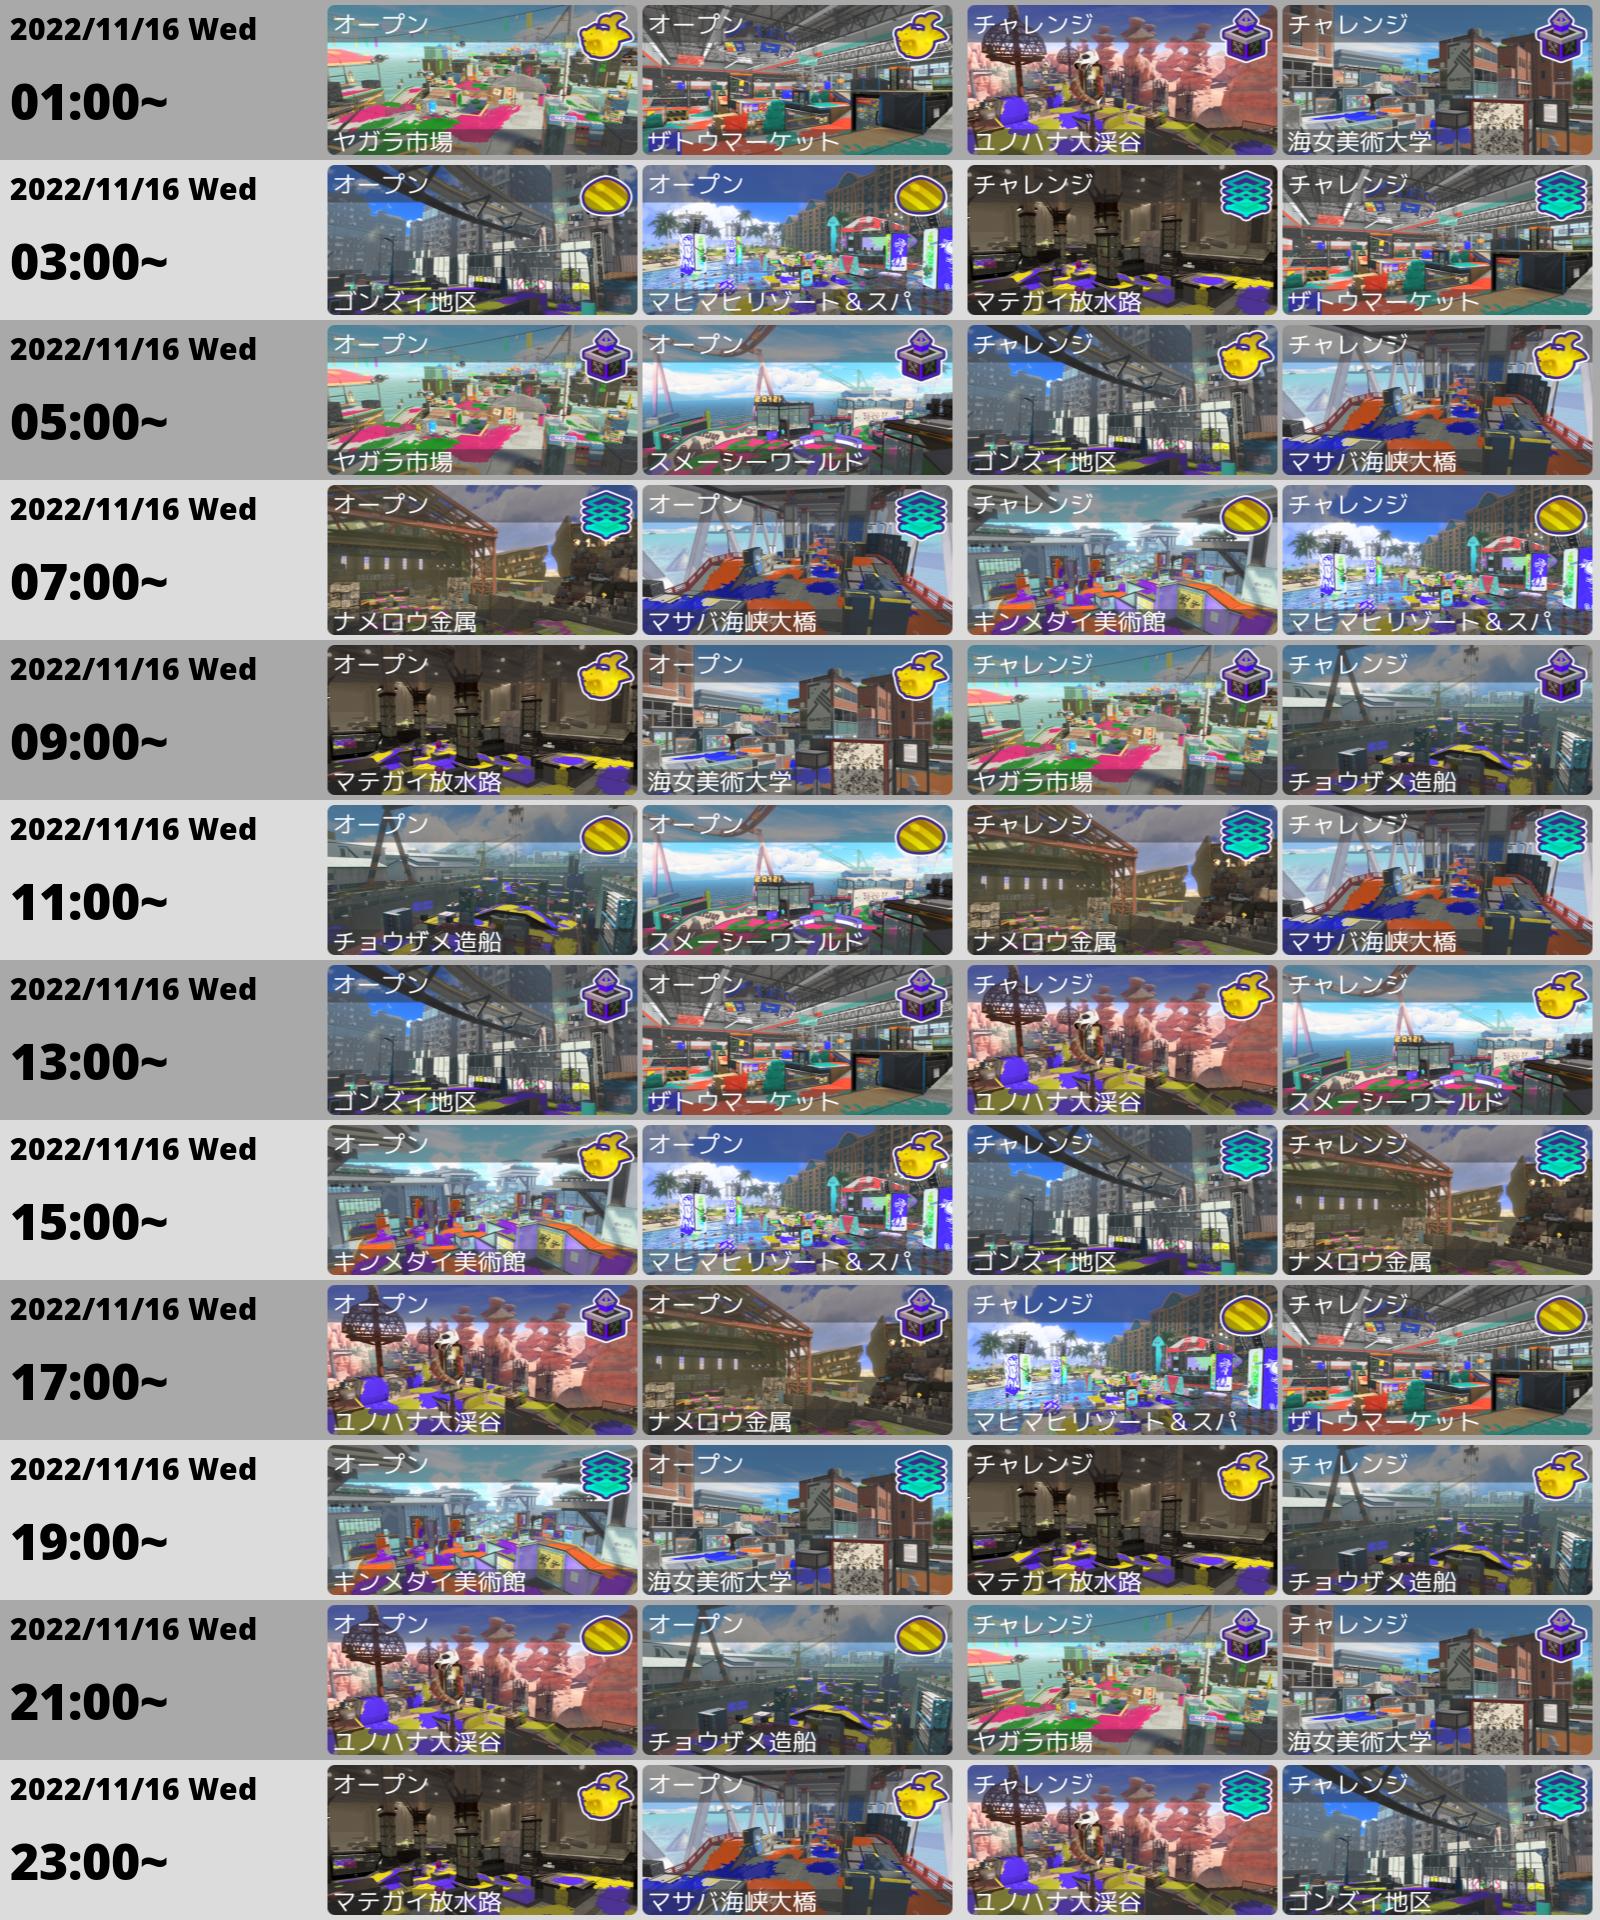 2022/11/16 Wed
01:00~
オープン
ヤガラ市場
オープン
ザトウマーケット
チャレンジ
ユノハナ大渓谷
チャレンジ
海女美術大学
2022/11/16 Wed
03:00~
オープン
ゴンズイ地区
オープン
マヒマヒリゾート＆スパ
チャレンジ
マテガイ放水路
チャレンジ
ザトウマーケット
2022/11/16 Wed
05:00~
オープン
ヤガラ市場
オープン
スメーシーワールド
チャレンジ
ゴンズイ地区
チャレンジ
マサバ海峡大橋
2022/11/16 Wed
07:00~
オープン
ナメロウ金属
オープン
マサバ海峡大橋
チャレンジ
キンメダイ美術館
チャレンジ
マヒマヒリゾート＆スパ
2022/11/16 Wed
09:00~
オープン
マテガイ放水路
オープン
海女美術大学
チャレンジ
ヤガラ市場
チャレンジ
チョウザメ造船
2022/11/16 Wed
11:00~
オープン
チョウザメ造船
オープン
スメーシーワールド
チャレンジ
ナメロウ金属
チャレンジ
マサバ海峡大橋
2022/11/16 Wed
13:00~
オープン
ゴンズイ地区
オープン
ザトウマーケット
チャレンジ
ユノハナ大渓谷
チャレンジ
スメーシーワールド
2022/11/16 Wed
15:00~
オープン
キンメダイ美術館
オープン
マヒマヒリゾート＆スパ
チャレンジ
ゴンズイ地区
チャレンジ
ナメロウ金属
2022/11/16 Wed
17:00~
オープン
ユノハナ大渓谷
オープン
ナメロウ金属
チャレンジ
マヒマヒリゾート＆スパ
チャレンジ
ザトウマーケット
2022/11/16 Wed
19:00~
オープン
キンメダイ美術館
オープン
海女美術大学
チャレンジ
マテガイ放水路
チャレンジ
チョウザメ造船
2022/11/16 Wed
21:00~
オープン
ユノハナ大渓谷
オープン
チョウザメ造船
チャレンジ
ヤガラ市場
チャレンジ
海女美術大学
2022/11/16 Wed
23:00~
オープン
マテガイ放水路
オープン
マサバ海峡大橋
チャレンジ
ユノハナ大渓谷
チャレンジ
ゴンズイ地区